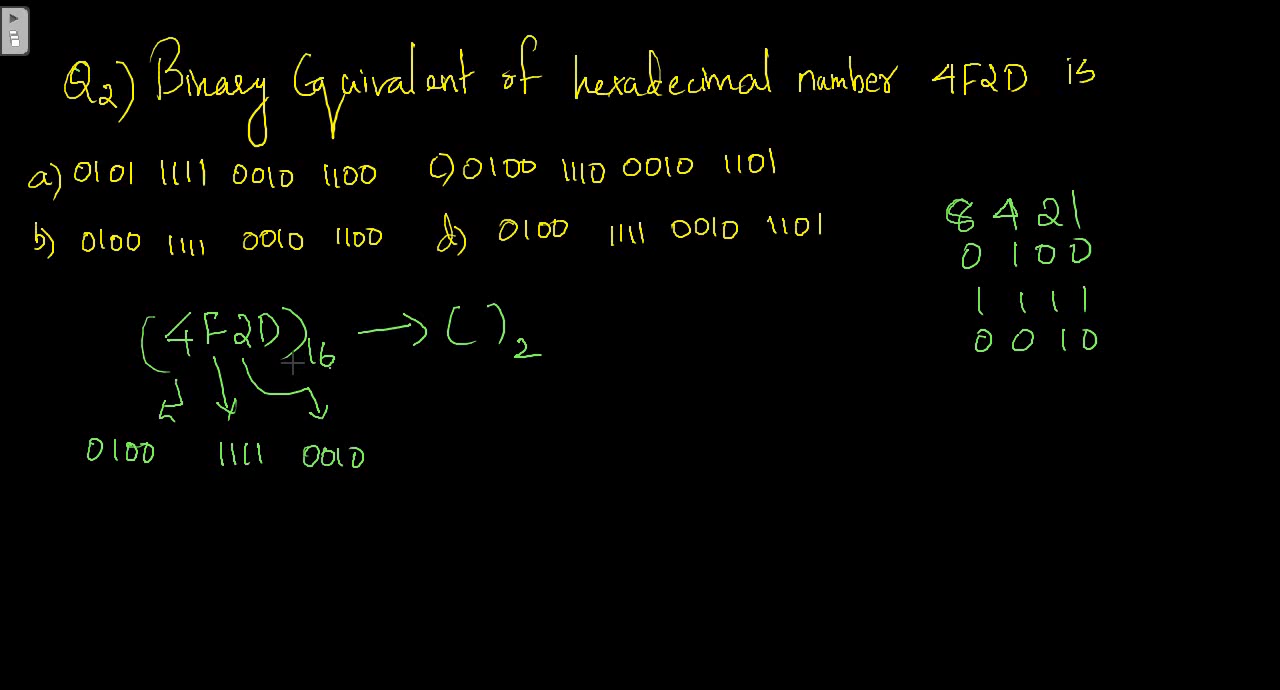 Q2) Binary Equivalent of hexadecimal number 4F2D is
a) 0101 1111 0010 1100 c) 0100 1110 0010 1101
b) 0100 1111 0010 1100 d) 0100 1111 0010 1101
8 4 2 1
0 1 0 0
1 1 1 1
0 0 1 0
(4F2D)16 → ( )2
0100 1111 0010